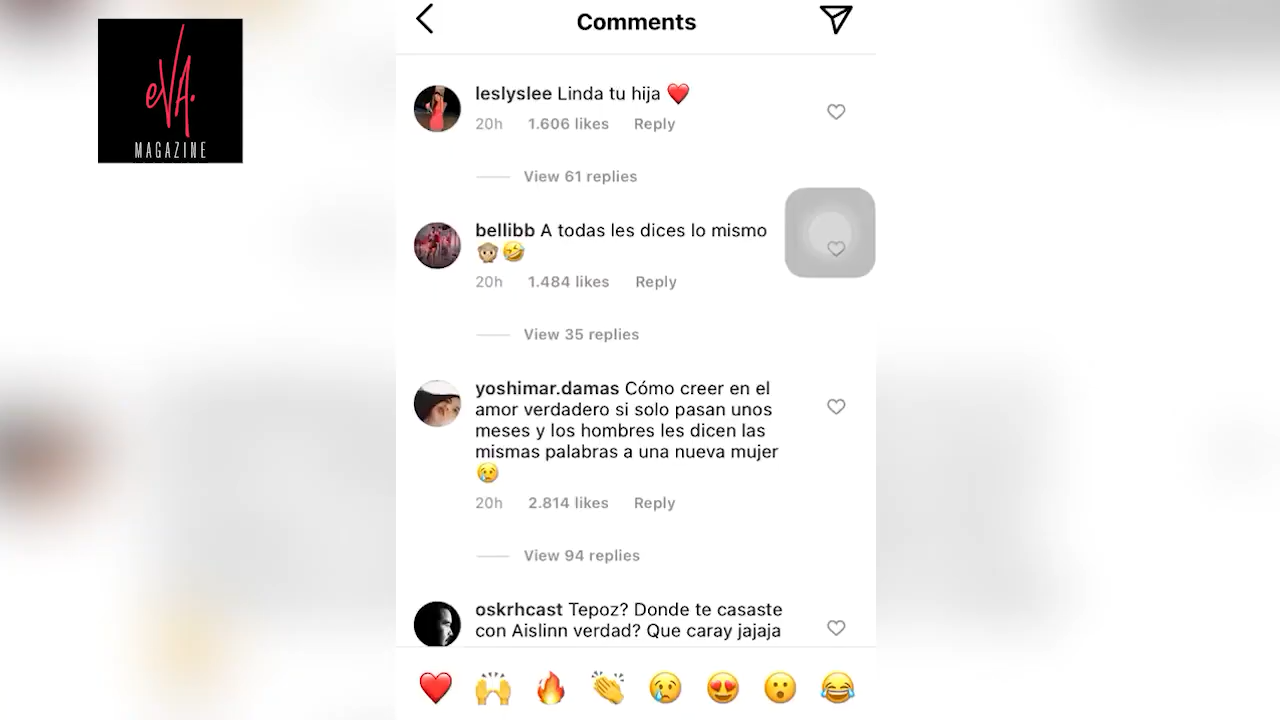 eVA.
MAGAZINE
Comments
leslyslee Linda tu hija ❤️
20h 1.606 likes Reply
View 61 replies
bellibb A todas les dices lo mismo
🙊🤣
20h 1.484 likes Reply
View 35 replies
yoshimar.damas Cómo creer en el
amor verdadero si solo pasan unos
meses y los hombres les dicen las
mismas palabras a una nueva mujer
😢
20h 2.814 likes Reply
View 94 replies
oskrhcast Tepoz? Donde te casaste
con Aislinn verdad? Que caray jajaja
❤️ 🙌 🔥 👏 😢 😍 😮 😂